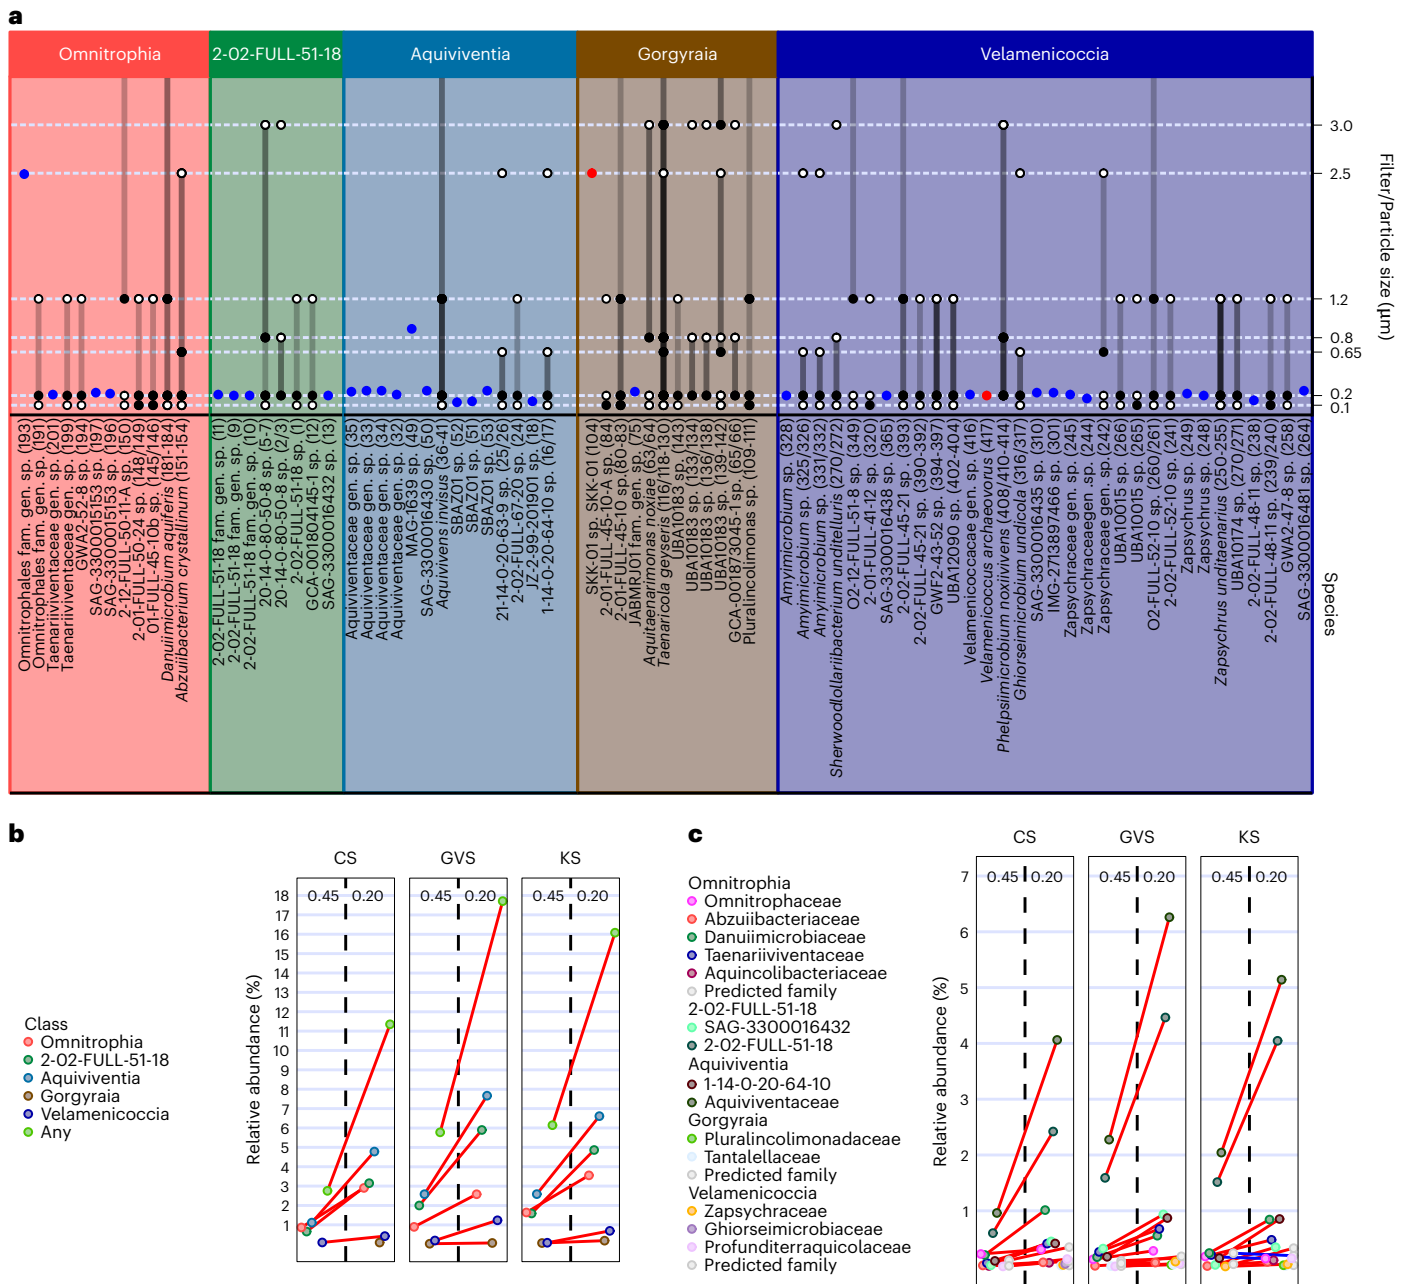 a
Omnitrophia
2-02-FULL-51-18
Aquiviventia
Gorgyraia
Velamenicoccia
3.0
2.5
1.2
0.8
0.65
0.2
0.1
Filter/Particle size (µm)
Species
Omnitrophales fam. gen. sp. (193)
Omnitrophales fam. gen. sp. (191)
Taenariiventaceae gen. sp. (201)
Taenariiventaceae gen. sp. (199)
GWA2-52-8 sp. (194)
SAG-3300015153 sp. (197)
SAG-3300015153 sp. (196)
2-12-FULL-50-11-A sp. (150)
2-01-FULL-50-24 sp. (148/149)
01-FULL-45-10b sp. (145/146)
Danuiimicrobium aquiferis (181-184)
Abzuiibacterium crystallinum (151-154)
2-02-FULL-51-18 fam. gen. sp. (11)
2-02-FULL-51-18 fam. gen. sp. (9)
2-02-FULL-51-18 fam. gen. sp. (10)
20-14-0-80-50-8 sp. (5-7)
20-14-0-80-50-8 sp. (2/3)
2-02-FULL-51-18 sp. (1)
GCA-001804145-1 sp. (12)
SAG-3300016432 sp. (13)
Aquiviventaceae gen. sp. (35)
Aquiviventaceae gen. sp. (33)
Aquiviventaceae gen. sp. (34)
Aquiviventaceae gen. sp. (32)
MAG-1639 sp. (49)
SAG-3300016430 sp. (50)
Aquivivens invisus (36-41)
SBAZ01 sp. (52)
SBAZ01 sp. (51)
SBAZ01 sp. (53)
21-14-0-20-63-9 sp. (25/26)
2-02-FULL-67-20 sp. (24)
JZ-2-99-201901 sp. (18)
1-14-0-20-64-10 sp. (16/17)
SKK-01 sp. SKK-01 (104)
2-01-FULL-45-10-A sp. (84)
2-01-FULL-45-10 sp. (80-83)
JABMRJ01 fam. gen. sp. (75)
Aquitaenarimonas noxiae (63/64)
Taenaricola geyseris (116/118-130)
UBA10183 sp. (143)
UBA10183 sp. (133/134)
UBA10183 sp. (136/138)
UBA10183 sp. (139-142)
GCA-001873045-1 sp. (65/66)
Pluralincolimonas sp. (109-111)
Amyimicrobium sp. (328)
Amyimicrobium sp. (325/326)
Amyimicrobium sp. (331/332)
Sherwoodlollariibacterium unditelluris (270/272)
O2-12-FULL-51-8 sp. (349)
2-01-FULL-41-12 sp. (320)
SAG-3300016438 sp. (365)
2-02-FULL-45-21 sp. (393)
2-02-FULL-45-21 sp. (390-392)
GWF2-43-52 sp. (394-397)
UBA12090 sp. (402-404)
Velamenicoccaceae gen. sp. (416)
Velamenicoccus archaeovorus (417)
Phelpsiimicrobium noxiivivens (408/410-414)
Ghiorseimicrobium undicola (316/317)
SAG-3300016435 sp. (310)
IMG-2713897466 sp. (301)
Zapsychraceae gen. sp. (245)
Zapsychraceaegen. sp. (244)
Zapsychraceae gen. sp. (242)
UBA10015 sp. (266)
UBA10015 sp. (265)
O2-FULL-52-10 sp. (260/261)
2-02-FULL-52-10 sp. (241)
Zapsychrus sp. (249)
Zapsychrus sp. (248)
Zapsychrus unditaenarius (250-255)
UBA10174 sp. (270/271)
2-02-FULL-48-11 sp. (238)
2-02-FULL-48-11 sp. (239/240)
GWA2-47-8 sp. (258)
SAG-3300016481 sp. (264)
b
Class
Omnitrophia
2-02-FULL-51-18
Aquiviventia
Gorgyraia
Velamenicoccia
Any
Relative abundance (%)
18
17
16
15
14
13
12
11
10
9
8
7
6
5
4
3
2
1
CS
GVS
KS
0.45 0.20
0.45 0.20
0.45 0.20
c
Omnitrophia
Omnitrophaceae
Abzuiibacteriaceae
Danuiimicrobiaceae
Taenariiviventaceae
Aquincolibacteriaceae
Predicted family
2-02-FULL-51-18
SAG-3300016432
2-02-FULL-51-18
Aquiviventia
1-14-0-20-64-10
Aquiviventaceae
Gorgyraia
Pluralincolimonadaceae
Tantalellaceae
Predicted family
Velamenicoccia
Zapsychraceae
Ghiorseimicrobiaceae
Profunditerraquicolaceae
Predicted family
Relative abundance (%)
7
6
5
4
3
2
1
CS
GVS
KS
0.45 0.20
0.45 0.20
0.45 0.20